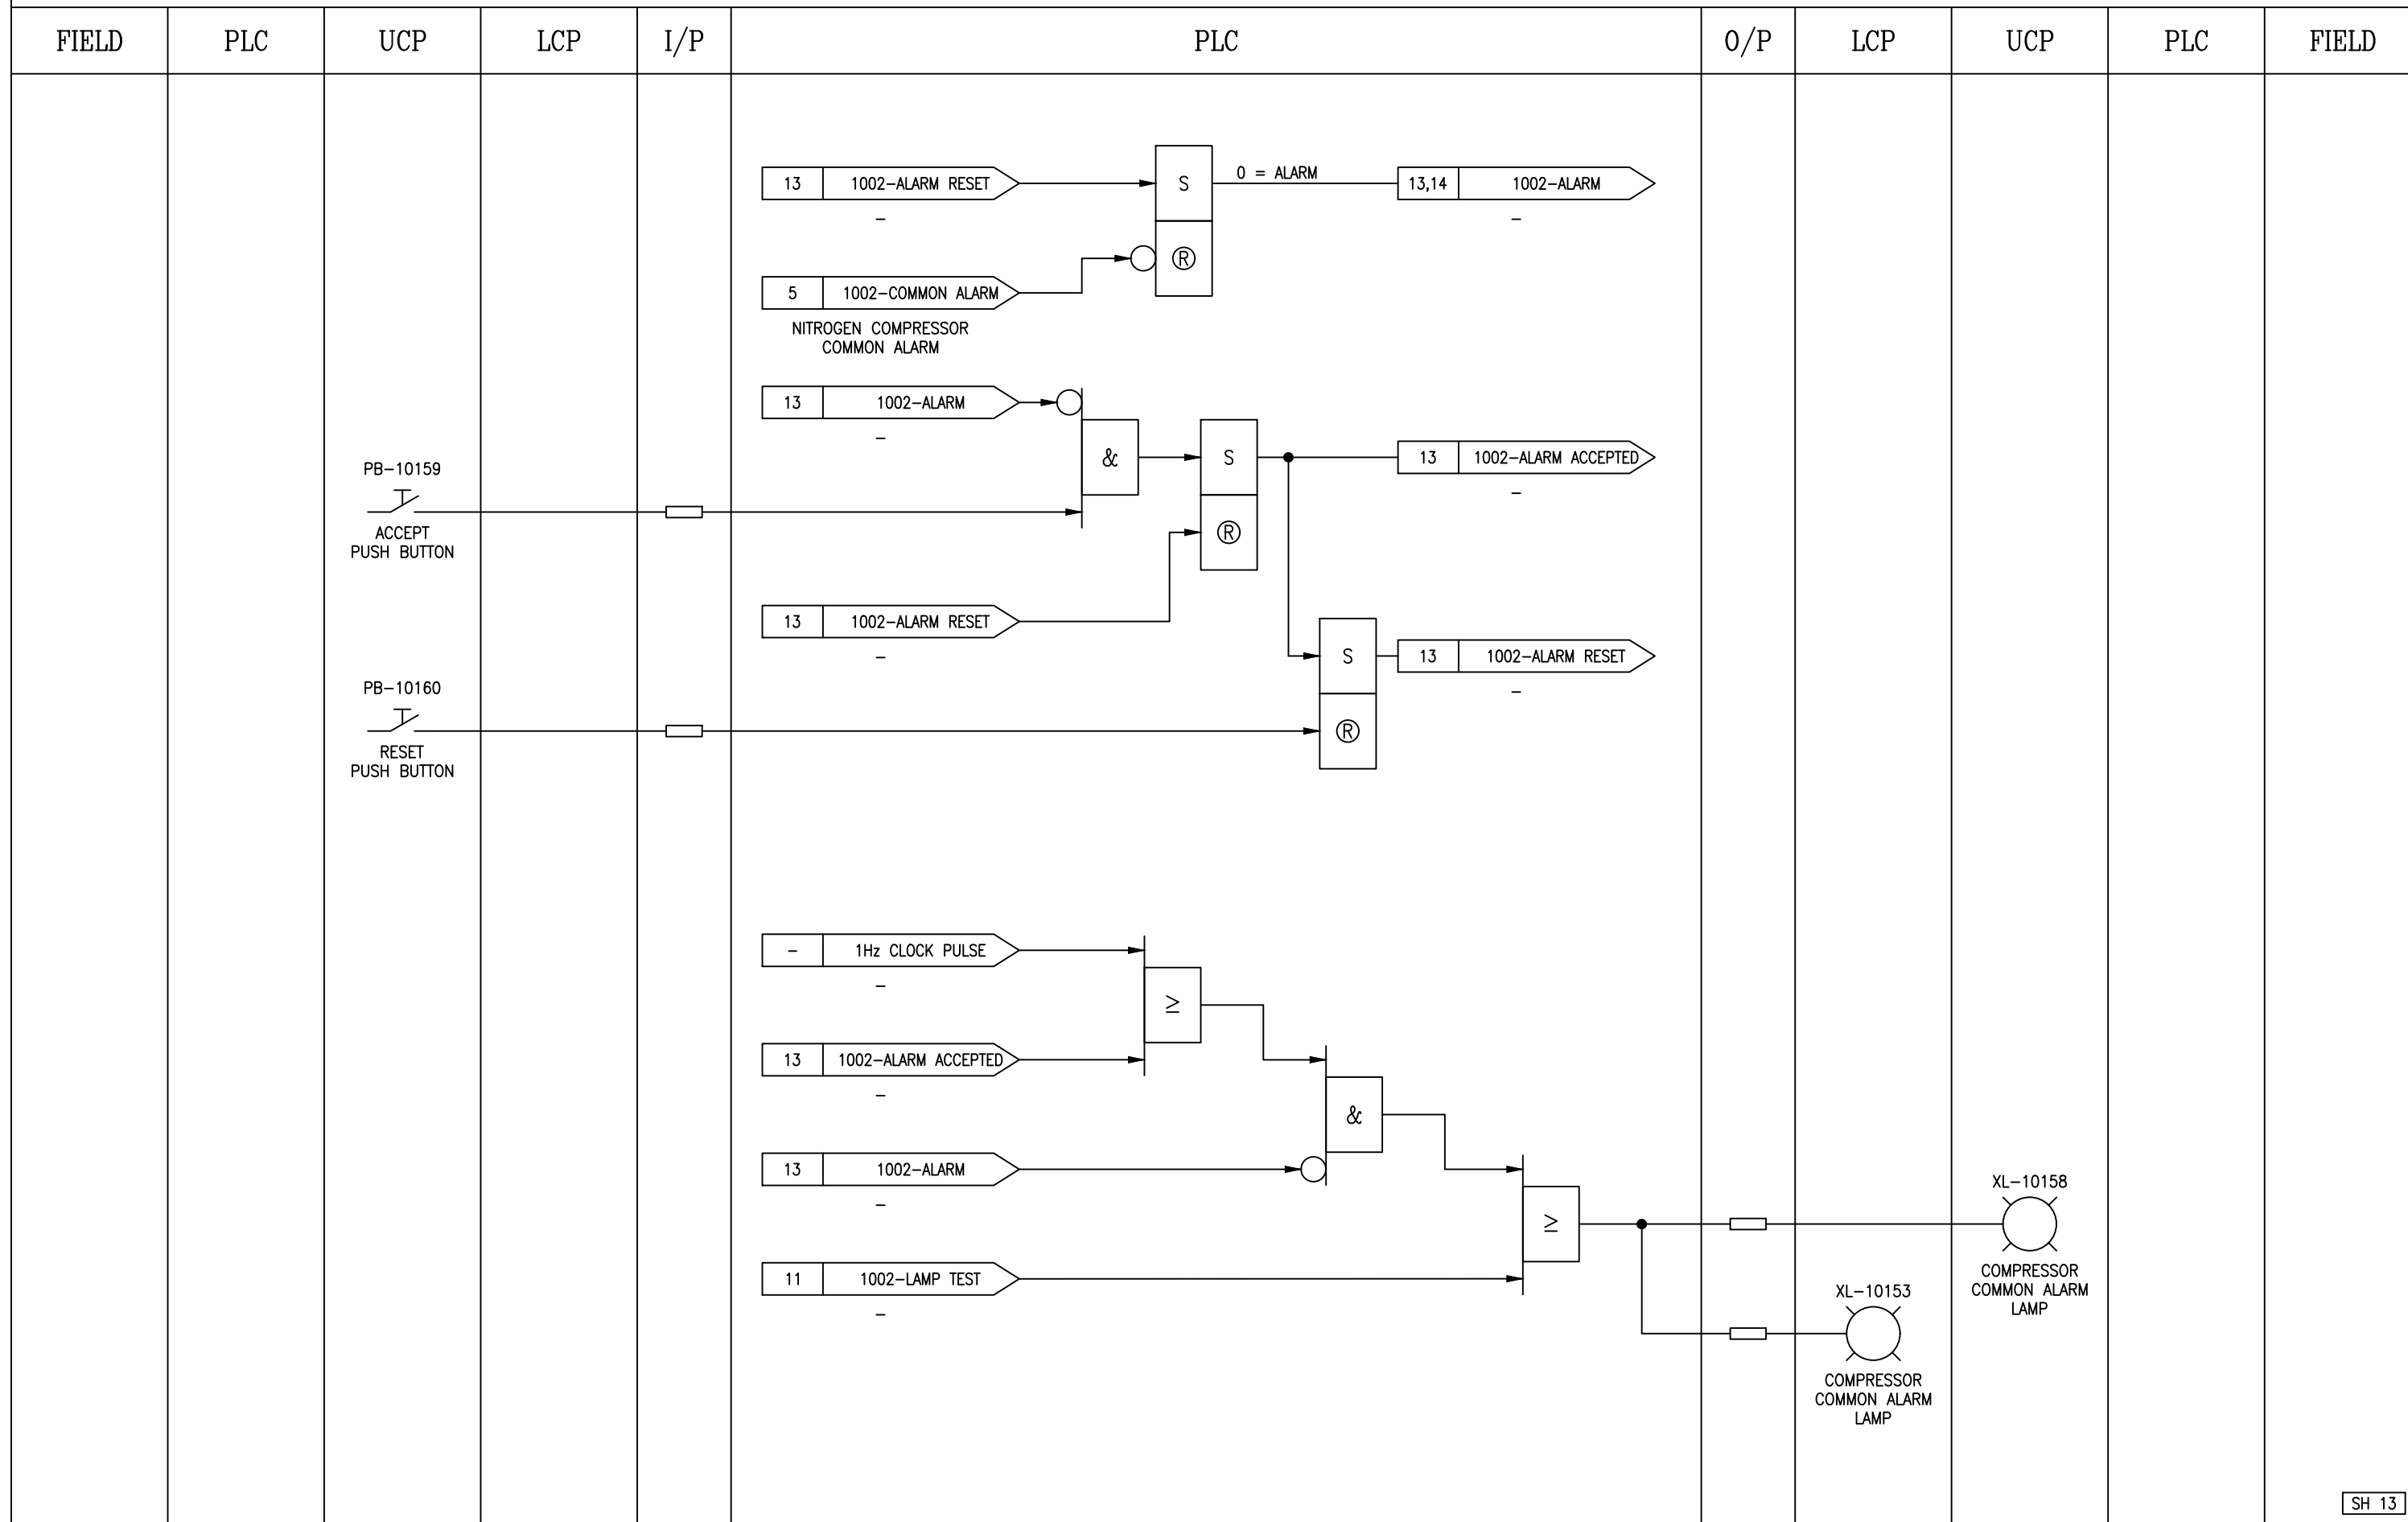 FIELD PLC UCP LCP I/P PLC O/P LCP UCP PLC FIELD
13 1002-ALARM RESET
-
S
Ⓡ
0 = ALARM
13,14 1002-ALARM
-
5 1002-COMMON ALARM
NITROGEN COMPRESSOR
COMMON ALARM
13 1002-ALARM
-
&
S
Ⓡ
13 1002-ALARM ACCEPTED
-
PB-10159
ACCEPT
PUSH BUTTON
13 1002-ALARM RESET
-
S
Ⓡ
13 1002-ALARM RESET
-
PB-10160
RESET
PUSH BUTTON
- 1Hz CLOCK PULSE
-
≥
13 1002-ALARM ACCEPTED
-
&
13 1002-ALARM
-
≥
11 1002-LAMP TEST
-
XL-10158
COMPRESSOR
COMMON ALARM
LAMP
XL-10153
COMPRESSOR
COMMON ALARM
LAMP
SH 13